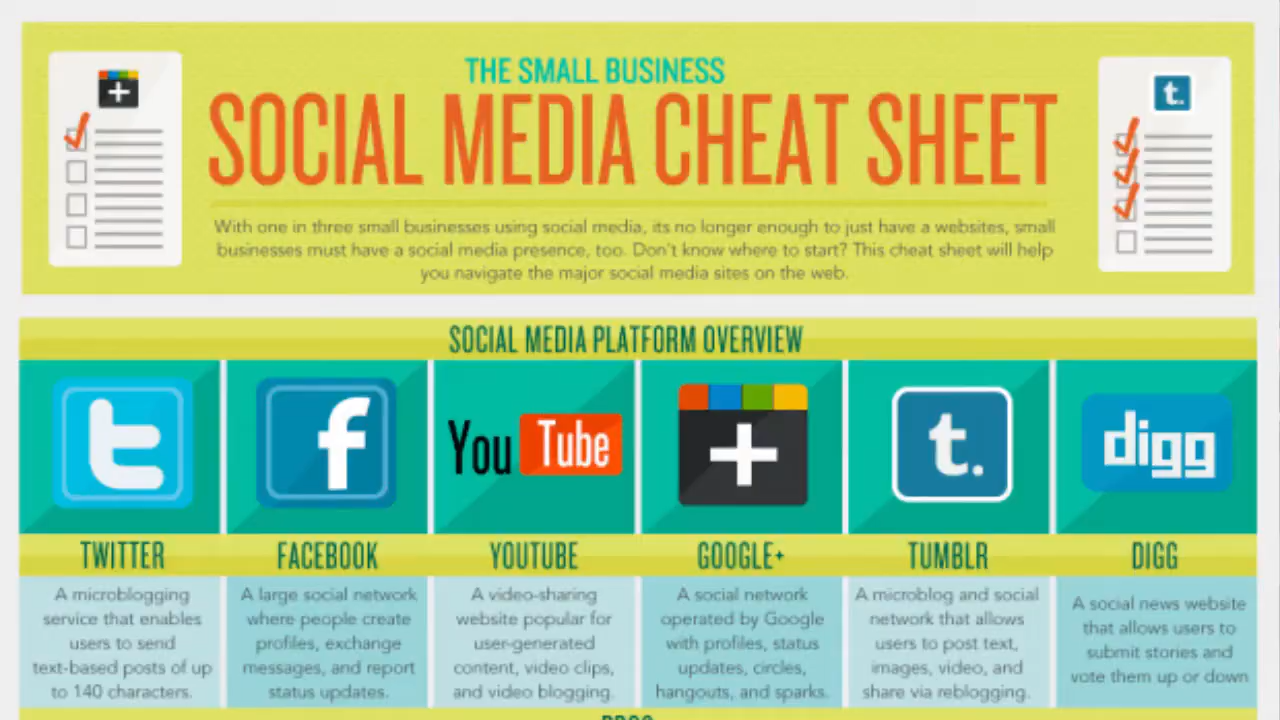 THE SMALL BUSINESS
SOCIAL MEDIA CHEAT SHEET
With one in three small businesses using social media, its no longer enough to just have a websites, small
businesses must have a social media presence, too. Don't know where to start? This cheat sheet will help
you navigate the major social media sites on the web.
t.
SOCIAL MEDIA PLATFORM OVERVIEW
t
f
You Tube
+
t.
digg
TWITTER
FACEBOOK
YOUTUBE
GOOGLE+
TUMBLR
DIGG
A microblogging
service that enables
users to send
text-based posts of up
to 140 characters.
A large social network
where people create
profiles, exchange
messages, and report
status updates.
A video-sharing
website popular for
user-generated
content, video clips,
and video blogging.
A social network
operated by Google
with profiles, status
updates, circles,
hangouts, and sparks.
A microblog and social
network that allows
users to post text,
images, video, and
share via reblogging.
A social news website
that allows users to
submit stories and
vote them up or down